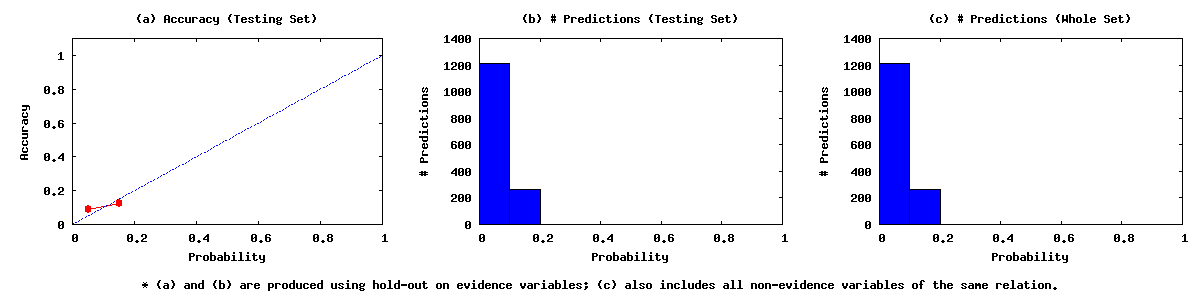 (a) Accuracy (Testing Set)
Accuracy
1
0.8
0.6
0.4
0.2
0
0 0.2 0.4 0.6 0.8 1
Probability
(b) # Predictions (Testing Set)
# Predictions
1400
1200
1000
800
600
400
200
0
0 0.2 0.4 0.6 0.8 1
Probability
(c) # Predictions (Whole Set)
# Predictions
1400
1200
1000
800
600
400
200
0
0 0.2 0.4 0.6 0.8 1
Probability
* (a) and (b) are produced using hold-out on evidence variables; (c) also includes all non-evidence variables of the same relation.